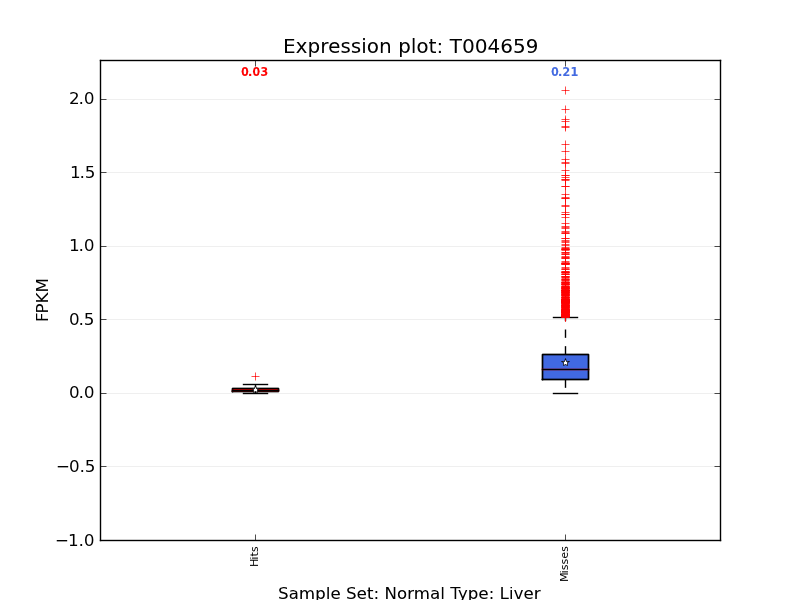 Expression plot: T004659
0.03 0.21
2.0
1.5
1.0
FPKM
0.5
0.0
−0.5
−1.0
Hits Misses
Sample Set: Normal Type: Liver